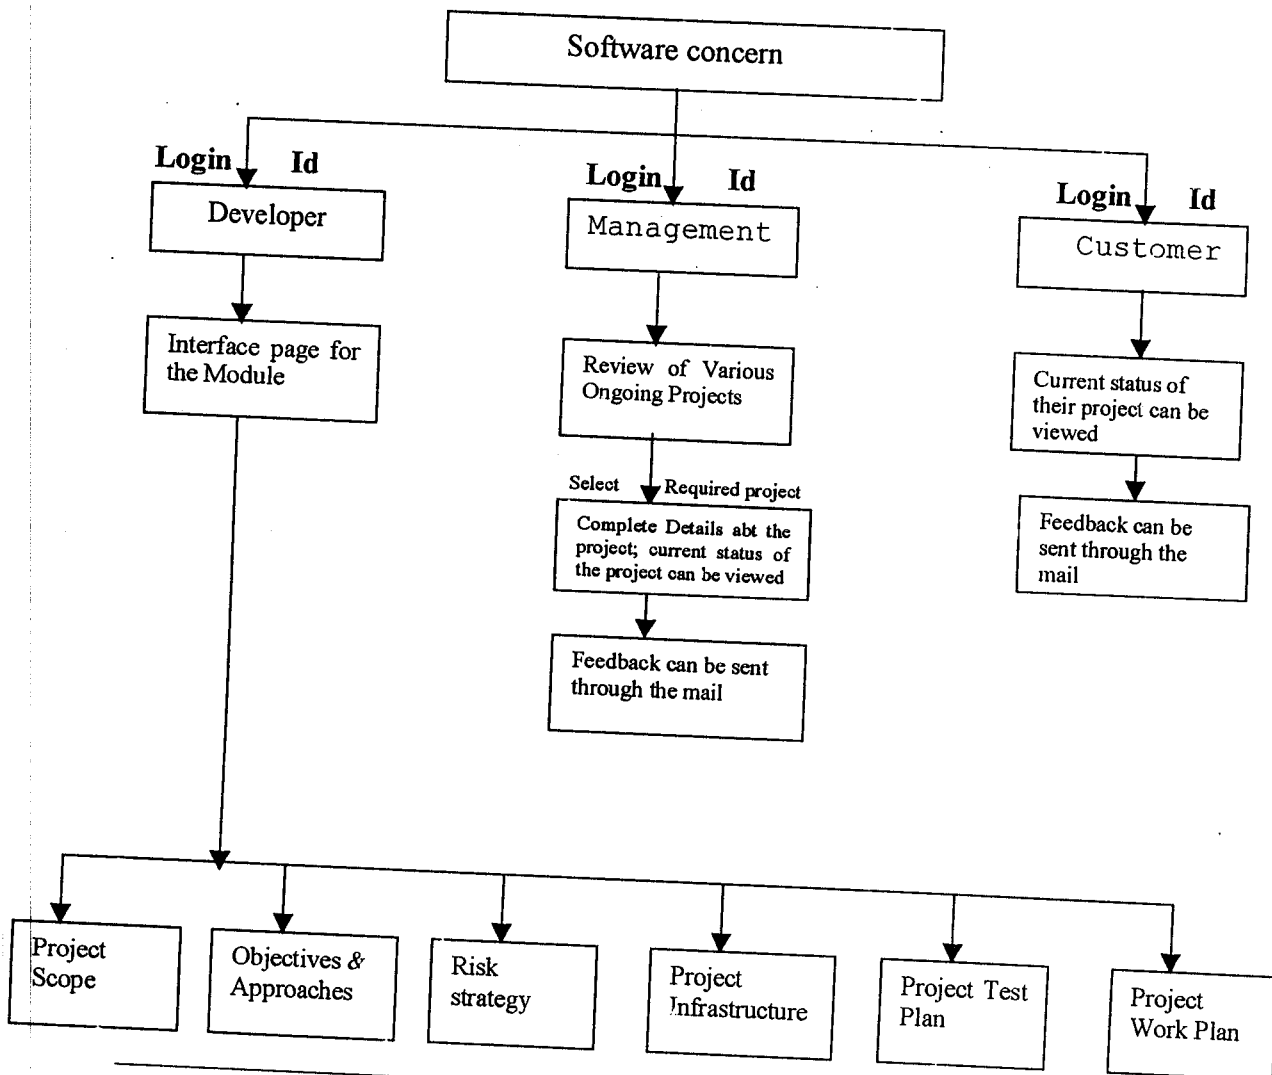 Software concern
Login Id
Developer
Login Id
Management
Login Id
Customer
Interface page for
the Module
Review of Various
Ongoing Projects
Current status of
their project can be
viewed
Select Required project
Complete Details abt the
project; current status of
the project can be viewed
Feedback can be
sent through the
mail
Feedback can be sent
through the mail
Project
Scope
Objectives &
Approaches
Risk
strategy
Project
Infrastructure
Project Test
Plan
Project
Work Plan